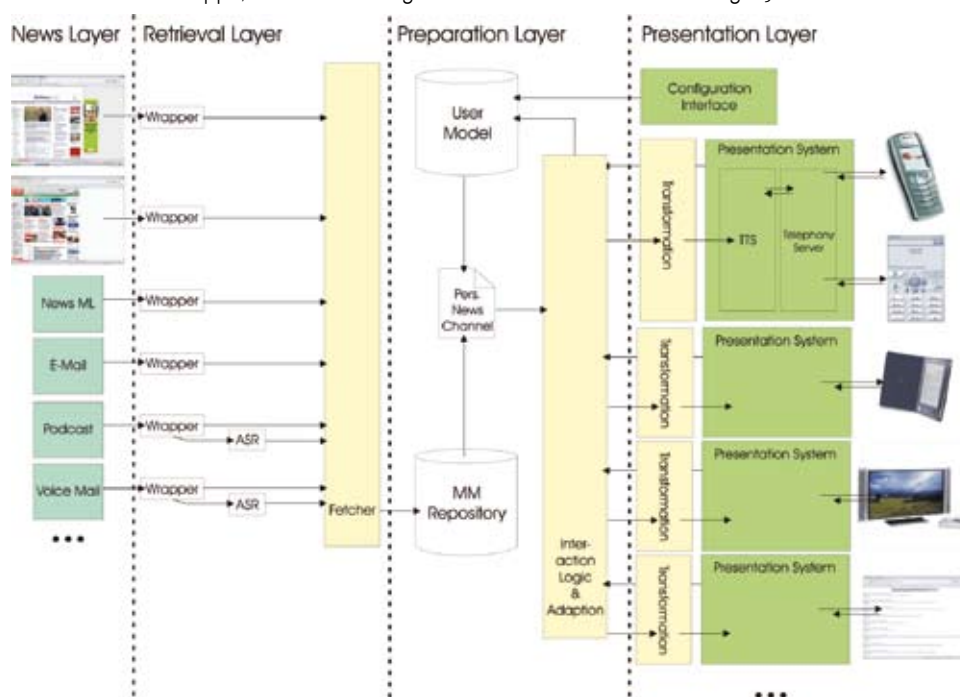 News Layer
Retrieval Layer
Preparation Layer
Presentation Layer
Wrapper
Wrapper
News ML
Wrapper
E-Mail
Wrapper
Podcast
Wrapper
ASR
Voice Mail
Wrapper
ASR
•••
Fetcher
User
Model
Pers.
News
Channel
MM
Repository
Inter-
action
Logic
&
Adaption
Configuration
Interface
Transformation
Presentation System
TTS
Telephony
Server
Transformation
Presentation System
Transformation
Presentation System
Transformation
Presentation System
•••